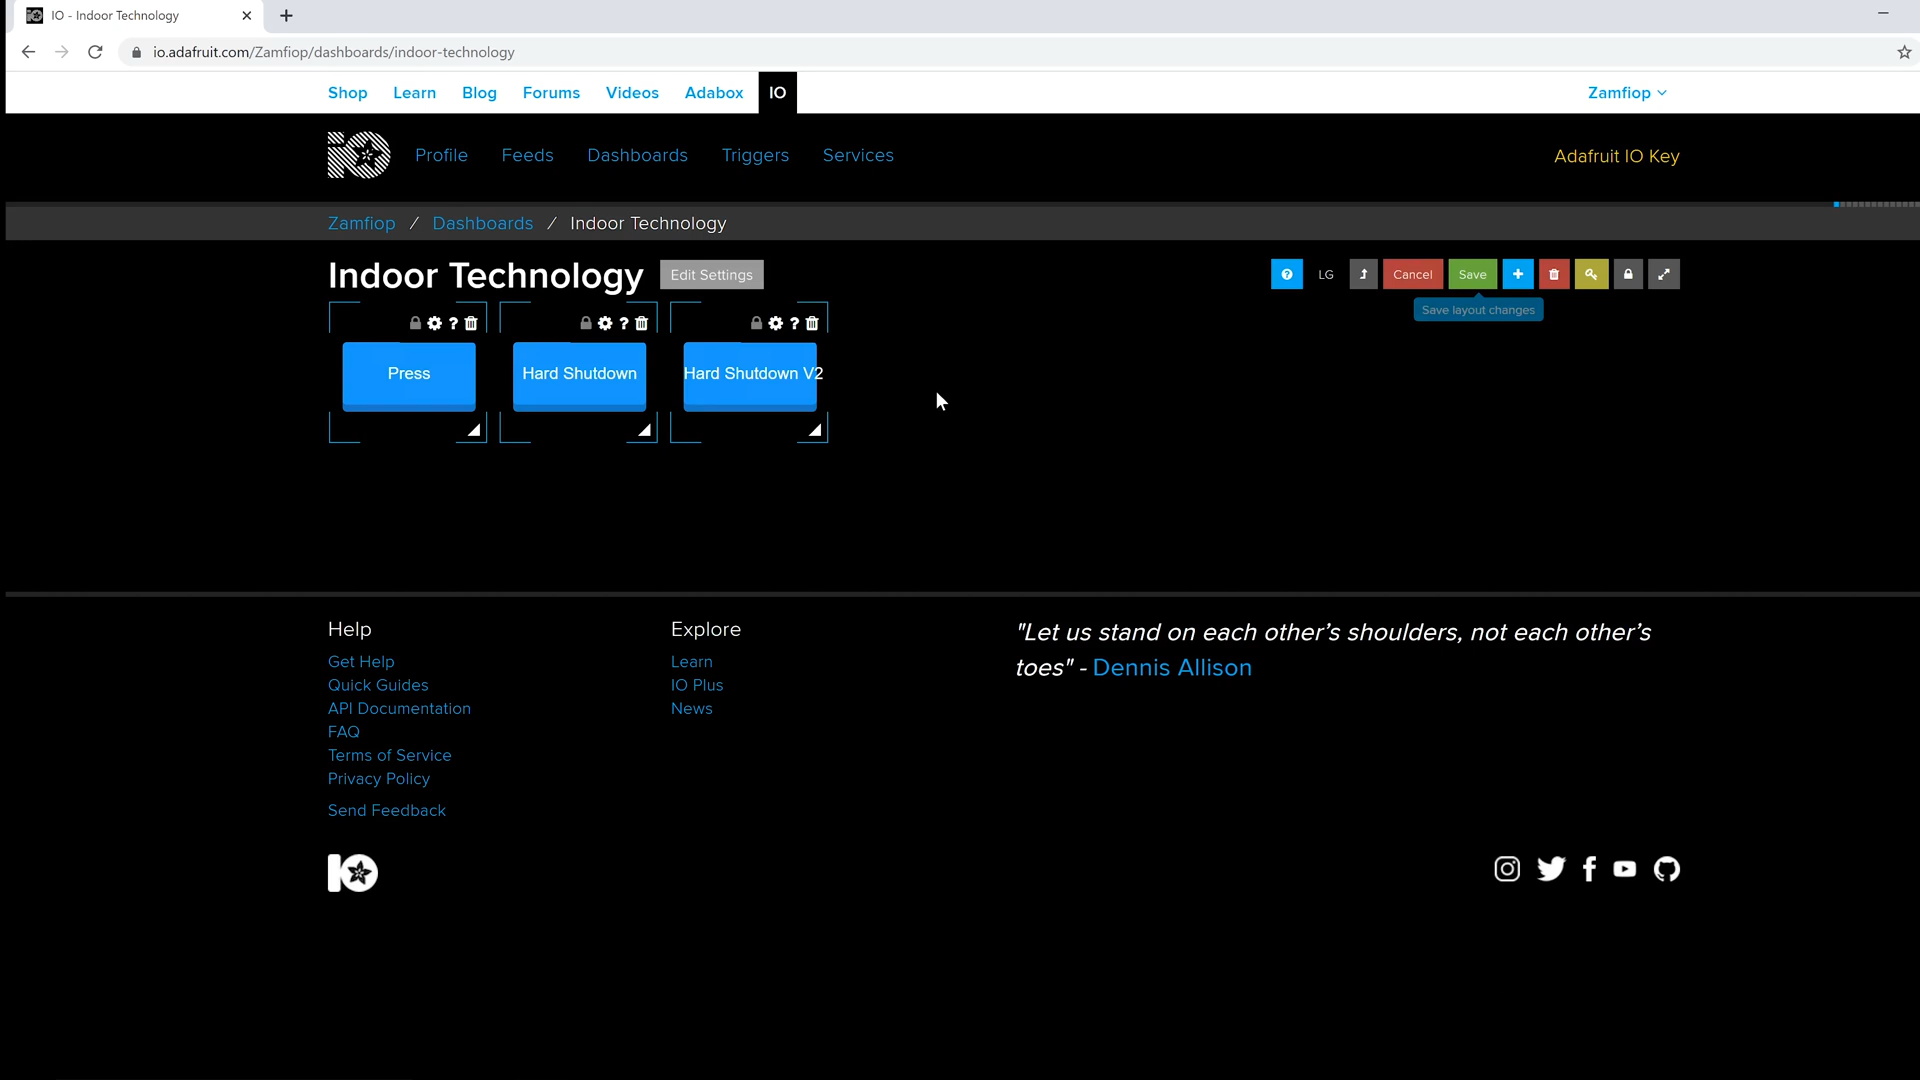 IO - Indoor Technology
io.adafruit.com/Zamfiop/dashboards/indoor-technology
Shop Learn Blog Forums Videos Adabox IO Zamfiop
IO Profile Feeds Dashboards Triggers Services Adafruit IO Key
Zamfiop / Dashboards / Indoor Technology
Indoor Technology Edit Settings ? LG Cancel Save +
Save layout changes
? ? ?
Press Hard Shutdown Hard Shutdown V2
Help
Get Help
Quick Guides
API Documentation
FAQ
Terms of Service
Privacy Policy
Send Feedback
Explore
Learn
IO Plus
News
"Let us stand on each other’s shoulders, not each other’s
toes" - Dennis Allison
IO